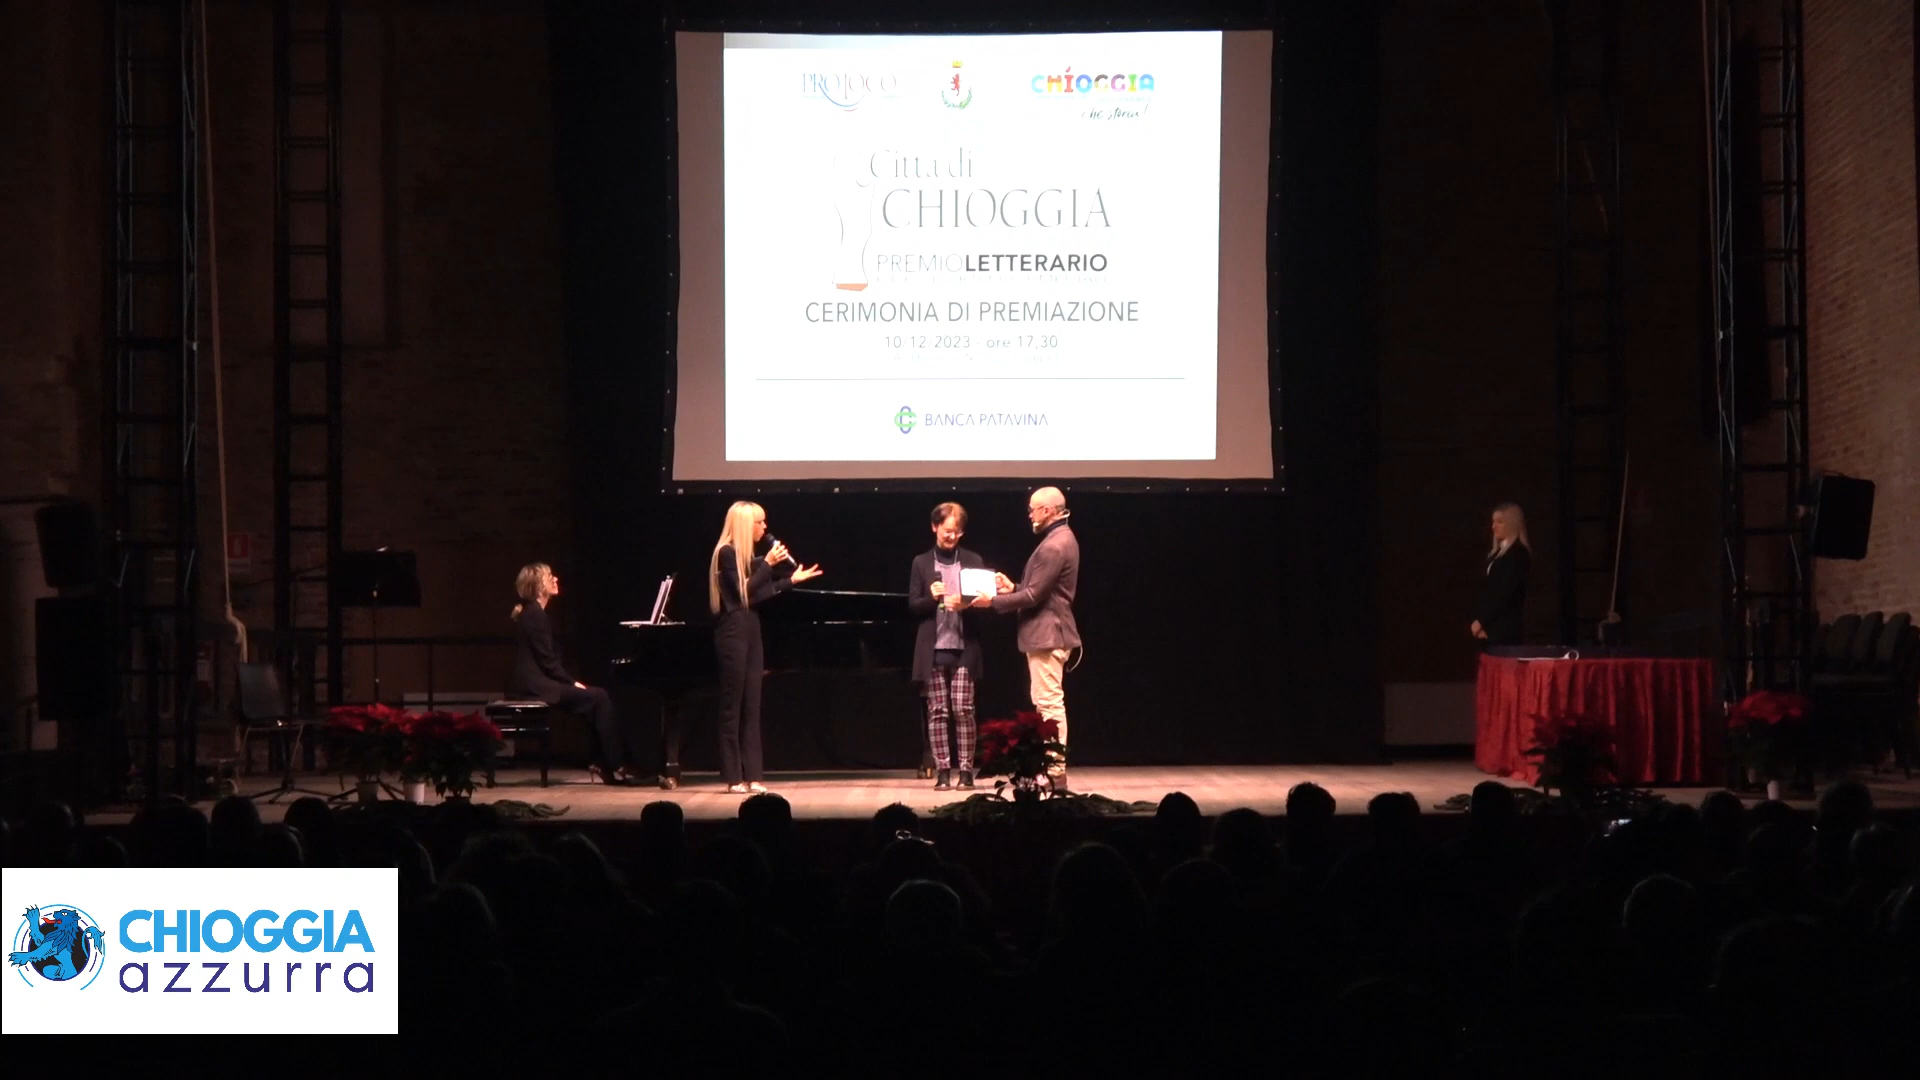 PROLOCO
CHÍOGGIA
che storia!
Città di
CHIOGGIA
PREMIOLETTERARIO
CERIMONIA DI PREMIAZIONE
10/12/2023 - ore 17,30
BANCA PATAVINA
CHIOGGIA
azzurra